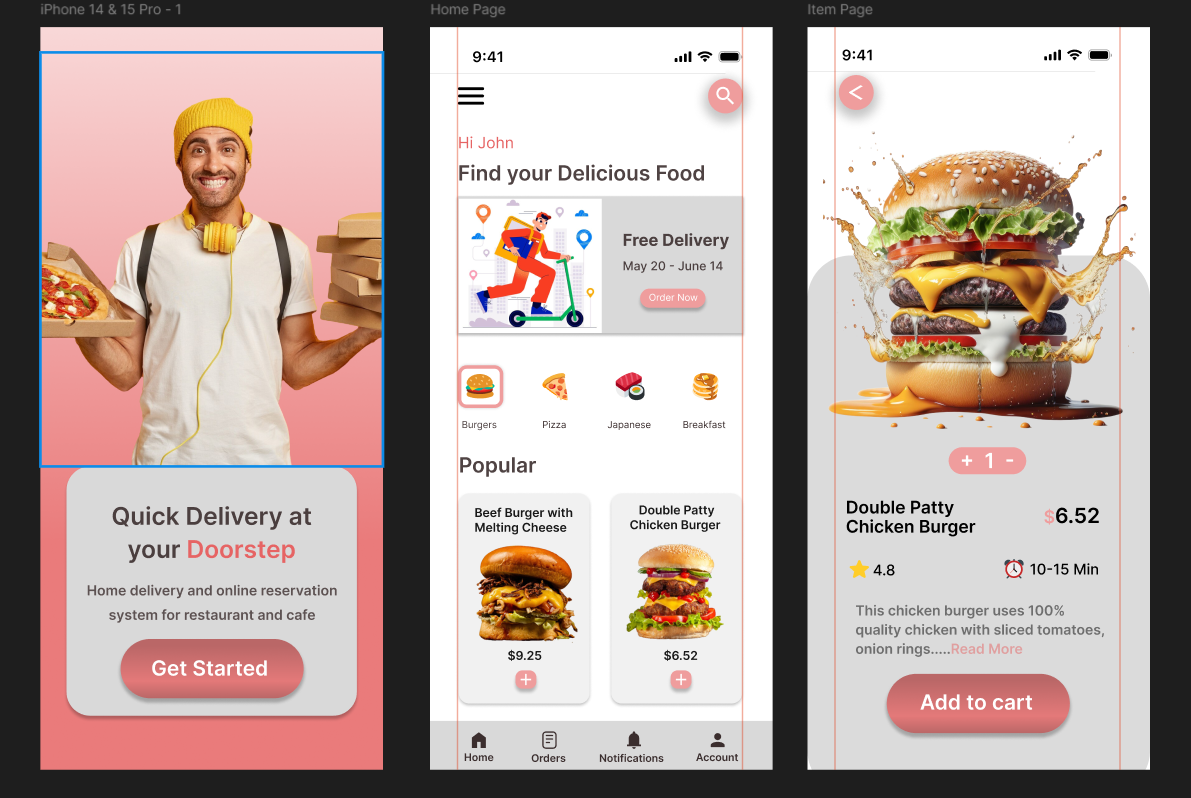 iPhone 14 & 15 Pro - 1
Quick Delivery at
your Doorstep
Home delivery and online reservation
system for restaurant and cafe
Get Started
Home Page
9:41
Hi John
Find your Delicious Food
Free Delivery
May 20 - June 14
Order Now
Burgers
Pizza
Japanese
Breakfast
Popular
Beef Burger with
Melting Cheese
$9.25
+
Double Patty
Chicken Burger
$6.52
+
Home
Orders
Notifications
Account
Item Page
9:41
<
+ 1 -
Double Patty
Chicken Burger
$6.52
4.8
10-15 Min
This chicken burger uses 100%
quality chicken with sliced tomatoes,
onion rings.....Read More
Add to cart